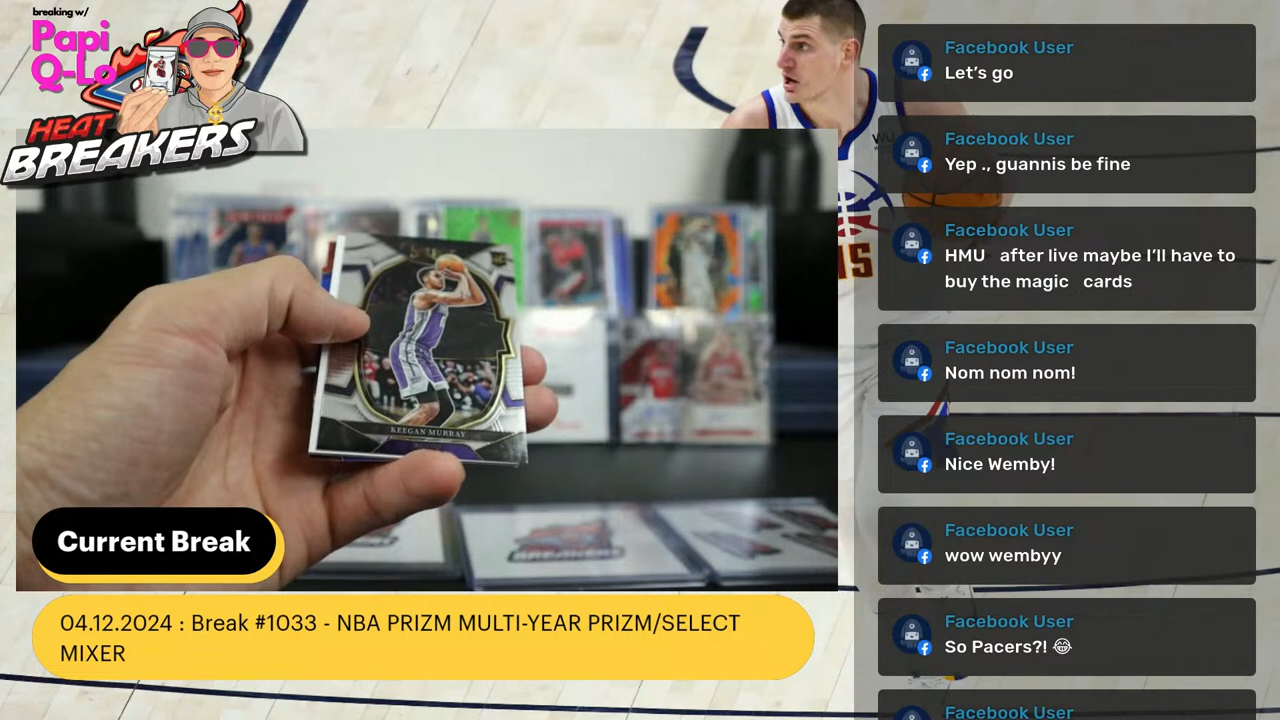 breaking w/
Papi
Q-Lo
HEAT
BREAKERS
SELECT
KEEGAN MURRAY
Current Break
04.12.2024 : Break #1033 - NBA PRIZM MULTI-YEAR PRIZM/SELECT
MIXER
Facebook User
Let’s go
Facebook User
Yep ., guannis be fine
Facebook User
HMU after live maybe I’ll have to
buy the magic cards
Facebook User
Nom nom nom!
Facebook User
Nice Wemby!
Facebook User
wow wembyy
Facebook User
So Pacers?! 😂
Facebook User